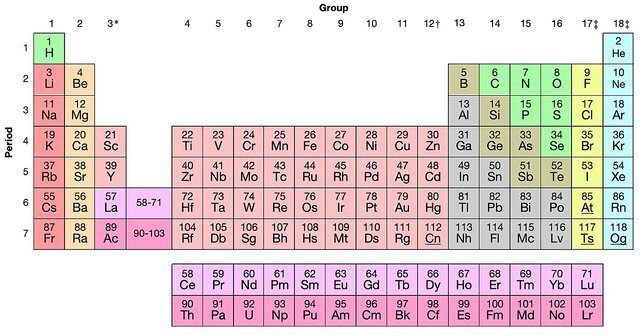 Group
1 2 3* 4 5 6 7 8 9 10 11 12† 13 14 15 16 17‡ 18‡
Period
1 1 2
H He
2 3 4 5 6 7 8 9 10
Li Be B C N O F Ne
3 11 12 13 14 15 16 17 18
Na Mg Al Si P S Cl Ar
4 19 20 21 22 23 24 25 26 27 28 29 30 31 32 33 34 35 36
K Ca Sc Ti V Cr Mn Fe Co Ni Cu Zn Ga Ge As Se Br Kr
5 37 38 39 40 41 42 43 44 45 46 47 48 49 50 51 52 53 54
Rb Sr Y Zr Nb Mo Tc Ru Rh Pd Ag Cd In Sn Sb Te I Xe
6 55 56 57 58-71 72 73 74 75 76 77 78 79 80 81 82 83 84 85 86
Cs Ba La Hf Ta W Re Os Ir Pt Au Hg Tl Pb Bi Po At Rn
7 87 88 89 90-103 104 105 106 107 108 109 110 111 112 113 114 115 116 117 118
Fr Ra Ac Rf Db Sg Bh Hs Mt Ds Rg Cn Nh Fl Mc Lv Ts Og
58 59 60 61 62 63 64 65 66 67 68 69 70 71
Ce Pr Nd Pm Sm Eu Gd Tb Dy Ho Er Tm Yb Lu
90 91 92 93 94 95 96 97 98 99 100 101 102 103
Th Pa U Np Pu Am Cm Bk Cf Es Fm Md No Lr